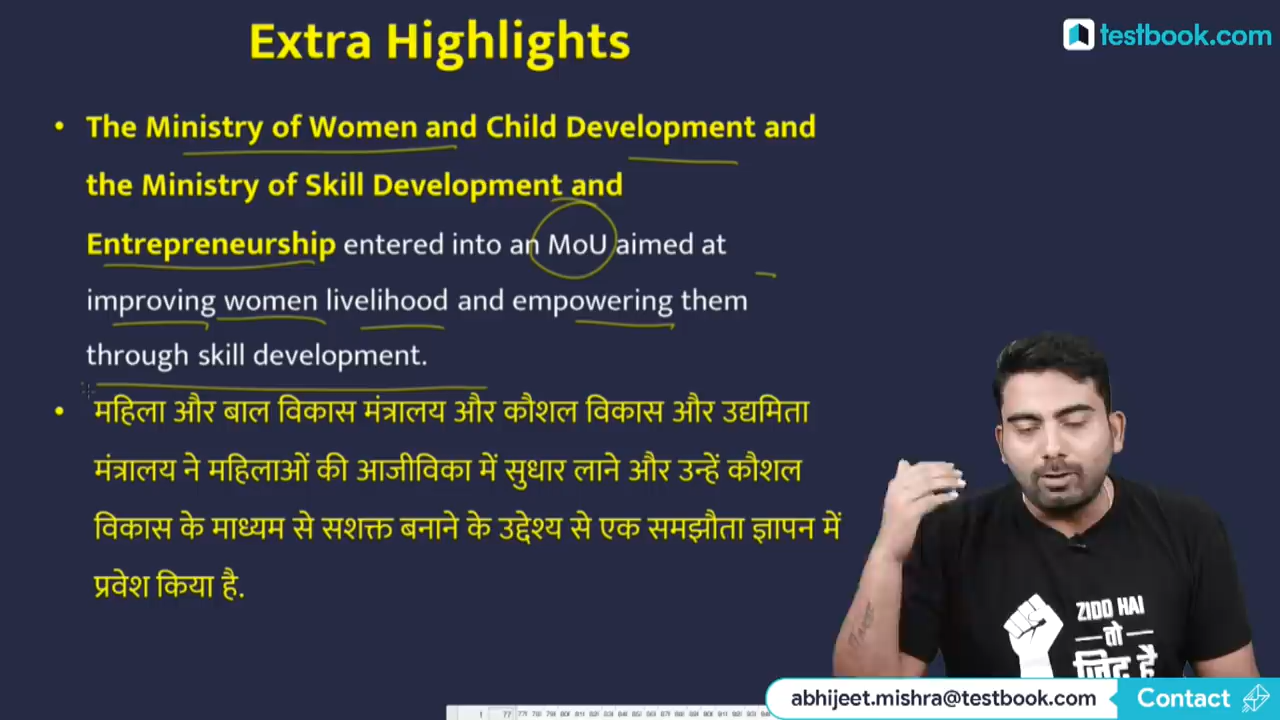 Extra Highlights
testbook.com
• The Ministry of Women and Child Development and
the Ministry of Skill Development and
Entrepreneurship entered into an MoU aimed at
improving women livelihood and empowering them
through skill development.
• महिला और बाल विकास मंत्रालय और कौशल विकास और उद्यमिता
मंत्रालय ने महिलाओं की आजीविका में सुधार लाने और उन्हें कौशल
विकास के माध्यम से सशक्त बनाने के उद्देश्य से एक समझौता ज्ञापन में
प्रवेश किया है.
ZIDD HAI
तो
ज़िद है
abhijeet.mishra@testbook.com
Contact